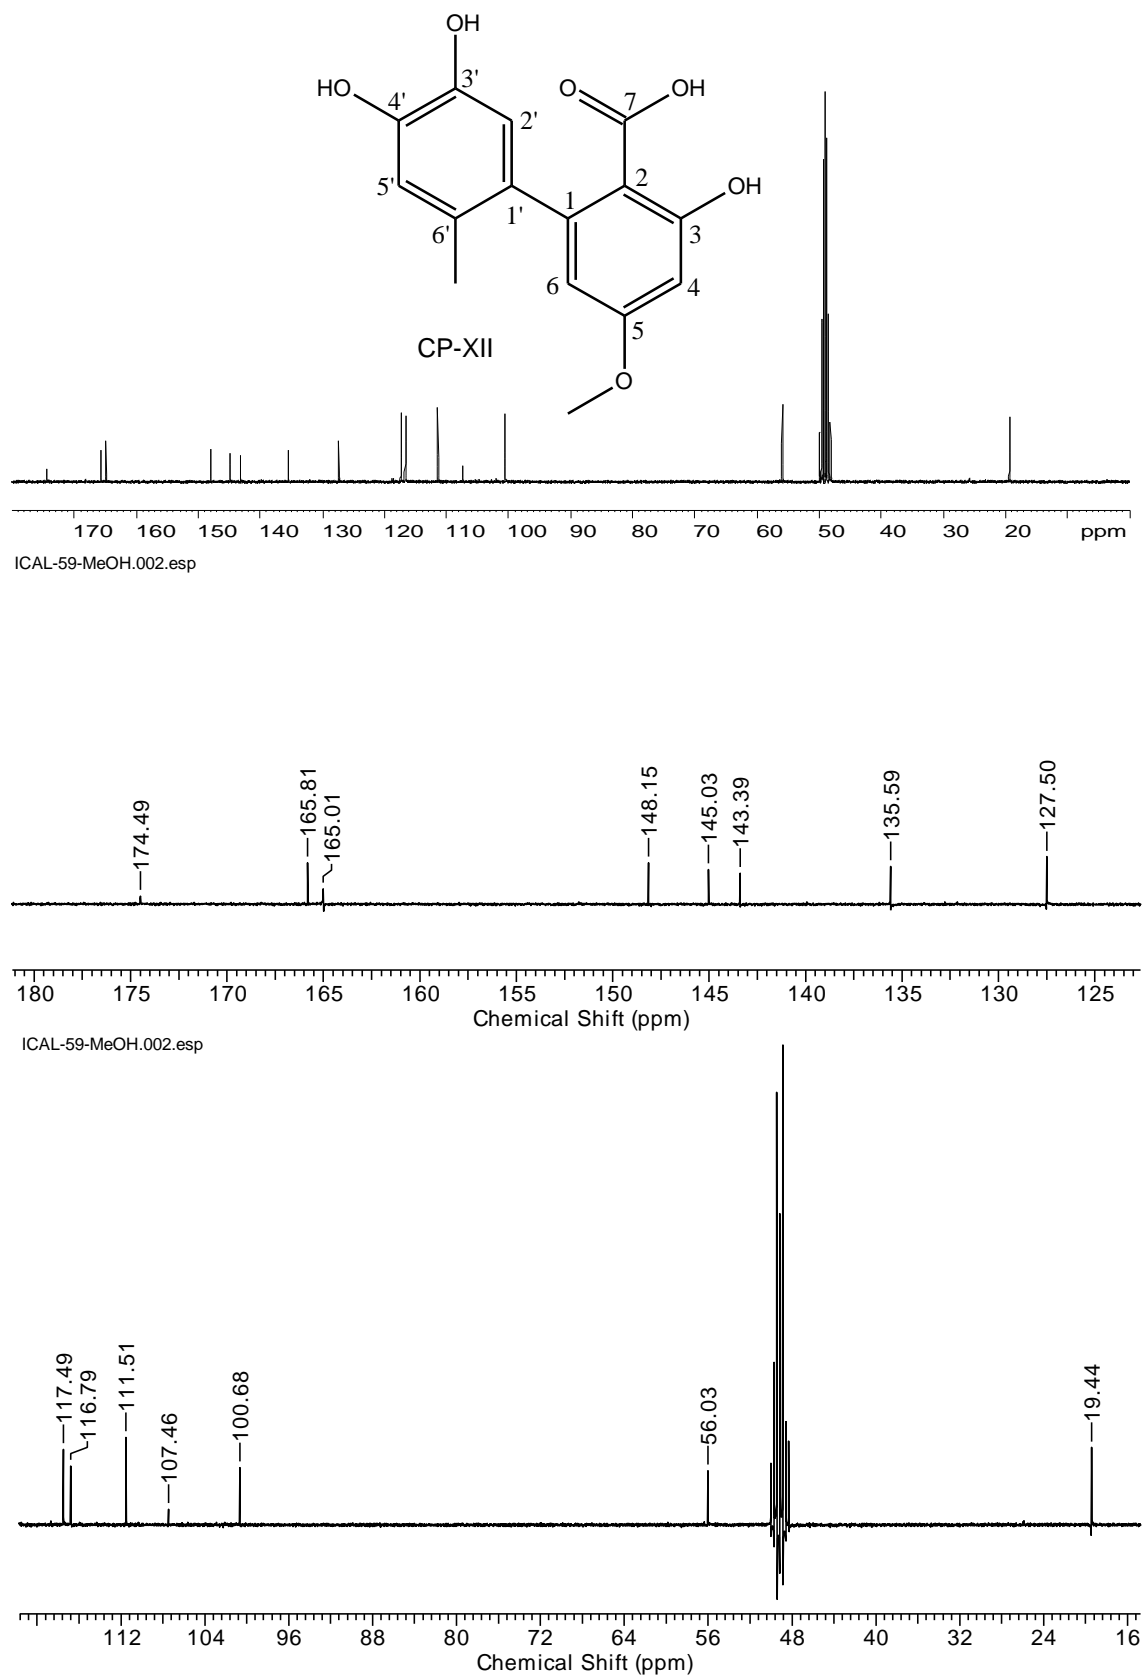 OH
HO
3'
4'
O
7
OH
2'
5'
2
OH
1
1'
6'
3
6
4
5
CP-XII
O
170 160 150 140 130 120 110 100 90 80 70 60 50 40 30 20 ppm
ICAL-59-MeOH.002.esp
174.49
165.81
165.01
148.15
145.03
143.39
135.59
127.50
180 175 170 165 160 155 150 145 140 135 130 125
Chemical Shift (ppm)
ICAL-59-MeOH.002.esp
117.49
116.79
111.51
107.46
100.68
56.03
19.44
112 104 96 88 80 72 64 56 48 40 32 24 16
Chemical Shift (ppm)